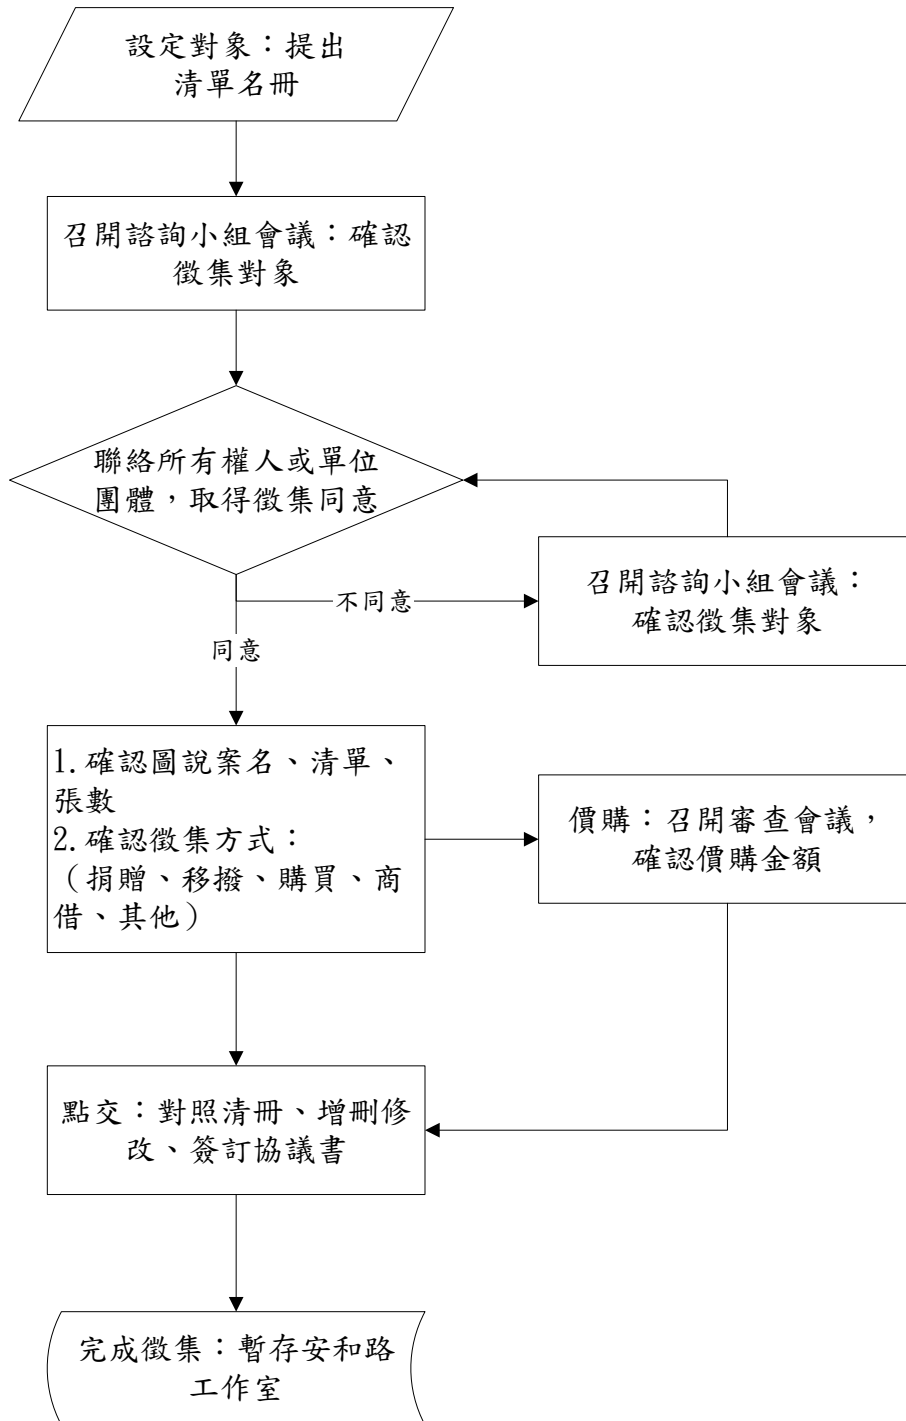 設定對象：提出
清單名冊
召開諮詢小組會議：確認
徵集對象
聯絡所有權人或單位
團體，取得徵集同意
不同意
召開諮詢小組會議：
確認徵集對象
同意
1.確認圖說案名、清單、
張數
2.確認徵集方式：
（捐贈、移撥、購買、商
借、其他）
價購：召開審查會議，
確認價購金額
點交：對照清冊、增刪修
改、簽訂協議書
完成徵集：暫存安和路
工作室